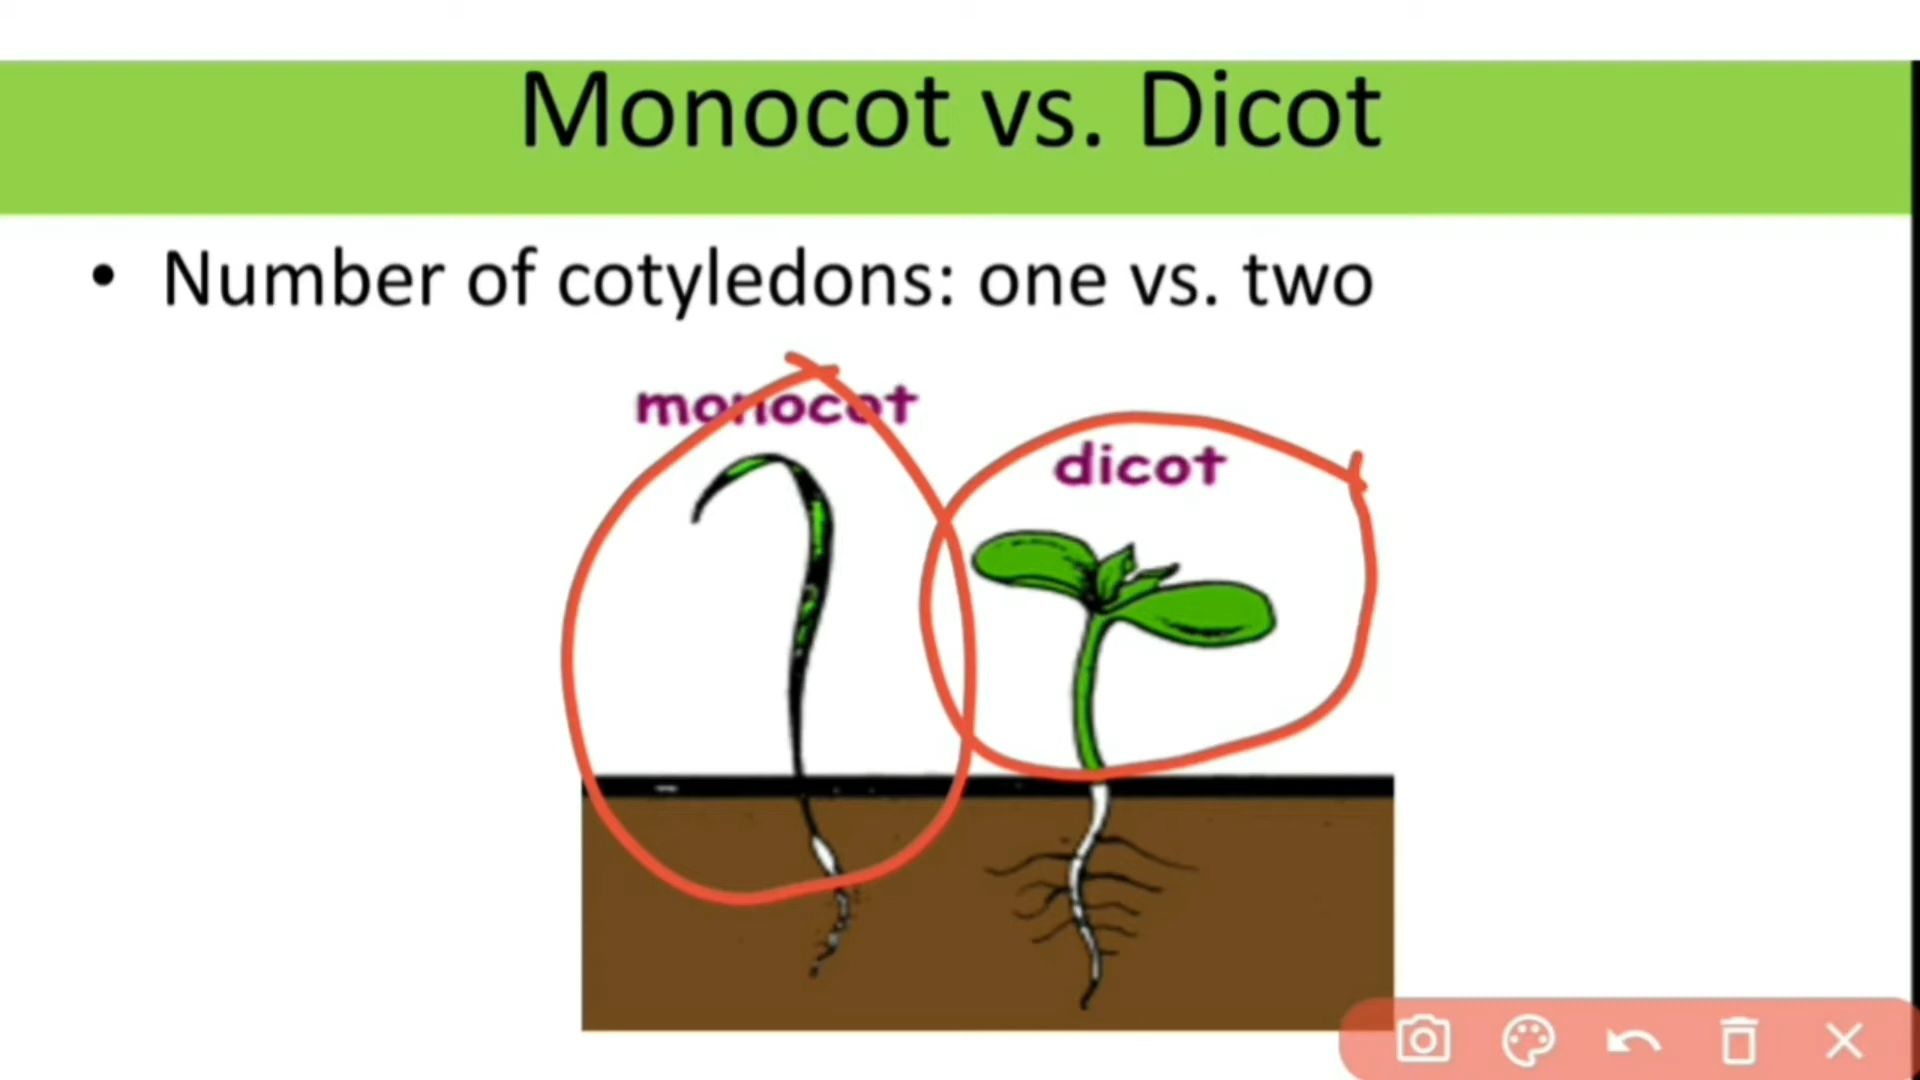 Monocot vs. Dicot
• Number of cotyledons: one vs. two
monocot
dicot